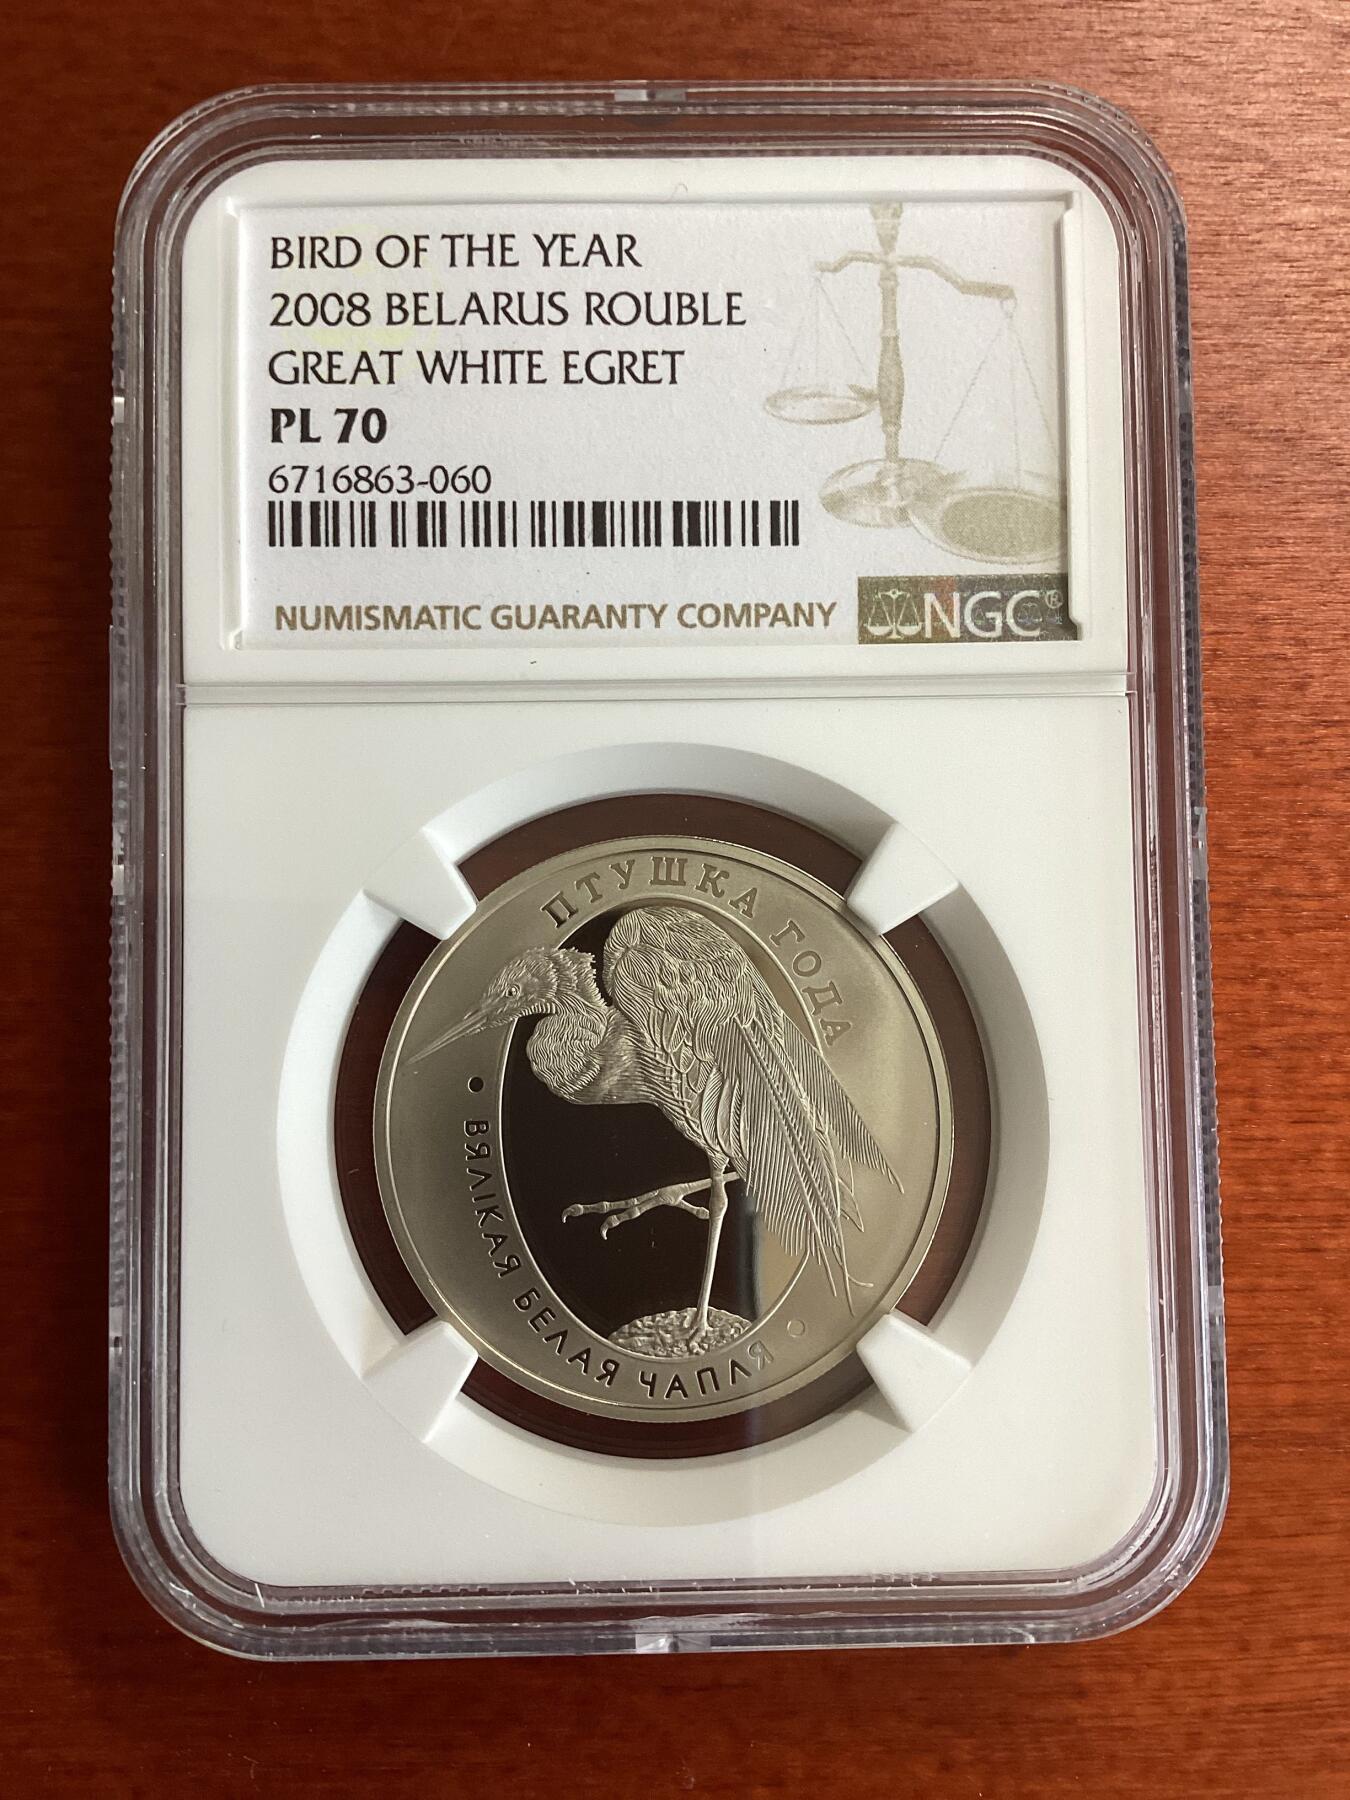 BIRD OF THE YEAR
2008 BELARUS ROUBLE
GREAT WHITE EGRET
PL 70
6716863-060
NUMISMATIC GUARANTY COMPANY
NGC®
ПТУШКА ГОДА
• ВЯЛІКАЯ БЕЛАЯ ЧАПЛЯ •